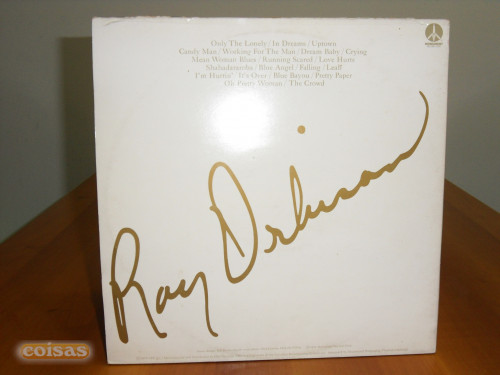 Only The Lonely / In Dreams / Uptown
Candy Man / Working For The Man / Dream Baby / Crying
Mean Woman Blues / Running Scared / Love Hurts
Shahadaroba / Blue Angel / Falling / Leah
I'm Hurtin' / It's Over / Blue Bayou / Pretty Paper
Oh Pretty Woman / The Crowd
Roy Orbison
coisas